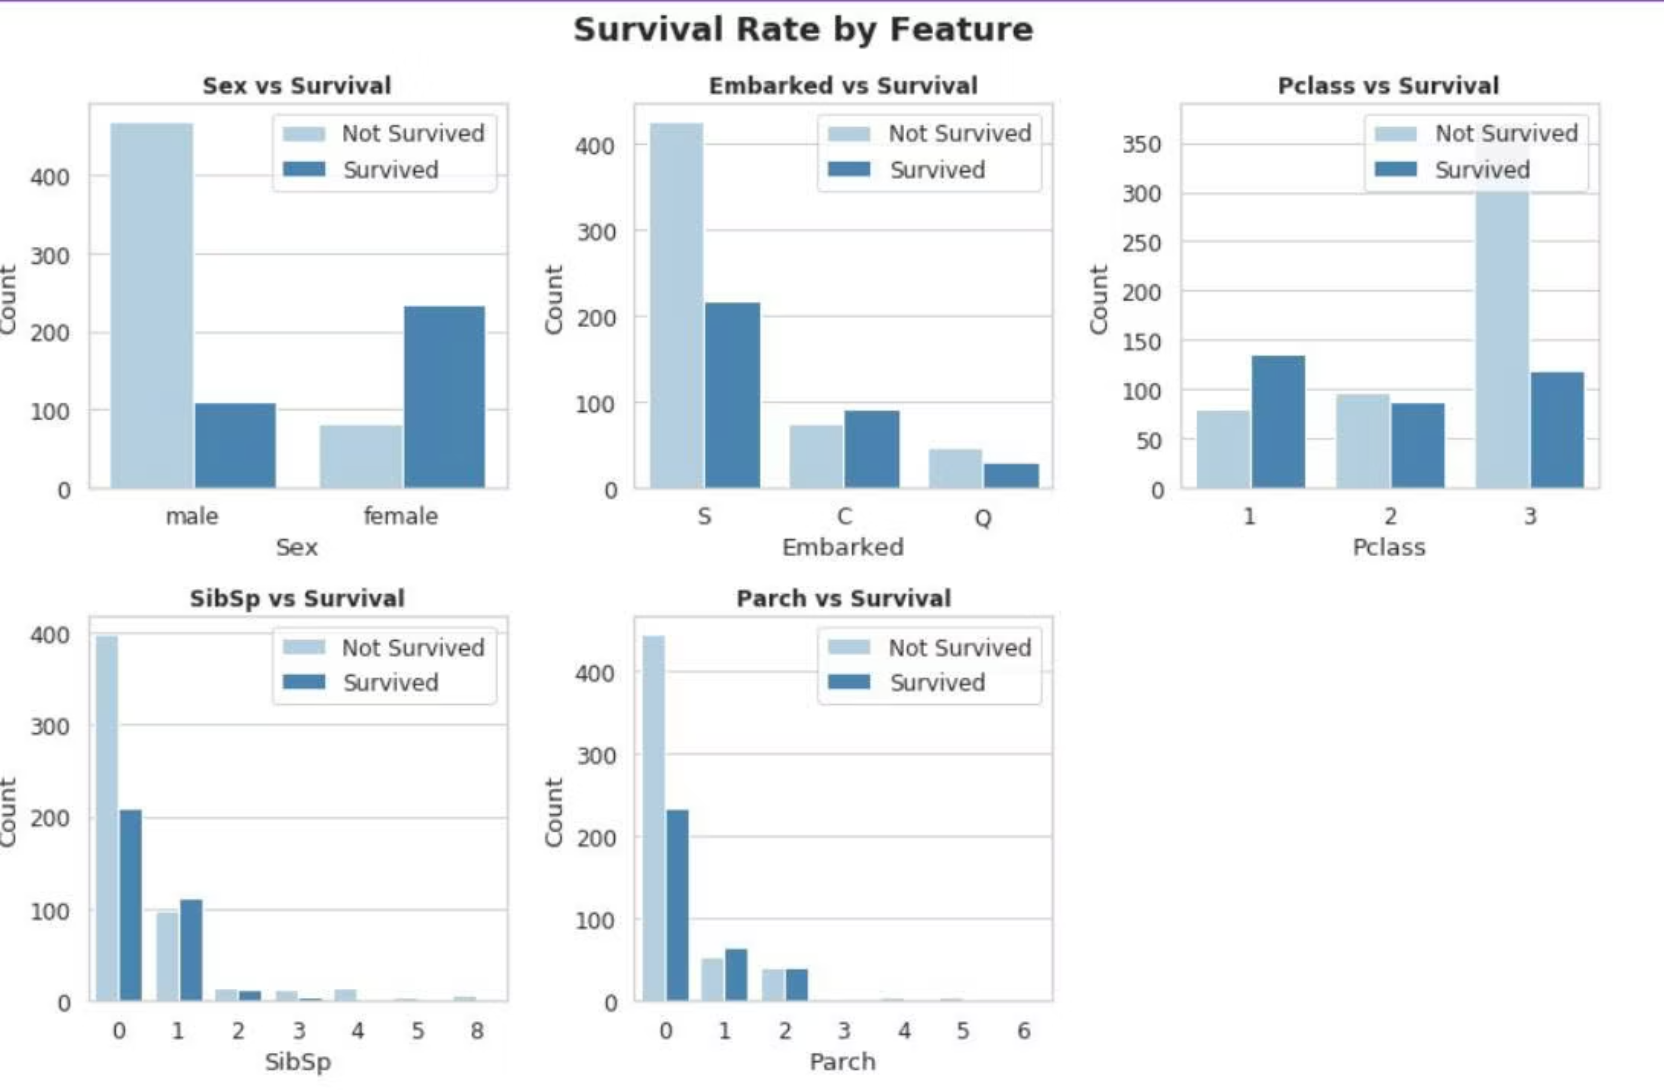 Survival Rate by Feature
Sex vs Survival
Not Survived
Survived
400
300
200
100
0
Count
male female
Sex
Embarked vs Survival
Not Survived
Survived
400
300
200
100
0
Count
S C Q
Embarked
Pclass vs Survival
Not Survived
Survived
350
300
250
200
150
100
50
0
Count
1 2 3
Pclass
SibSp vs Survival
Not Survived
Survived
400
300
200
100
0
Count
0 1 2 3 4 5 8
SibSp
Parch vs Survival
Not Survived
Survived
400
300
200
100
0
Count
0 1 2 3 4 5 6
Parch